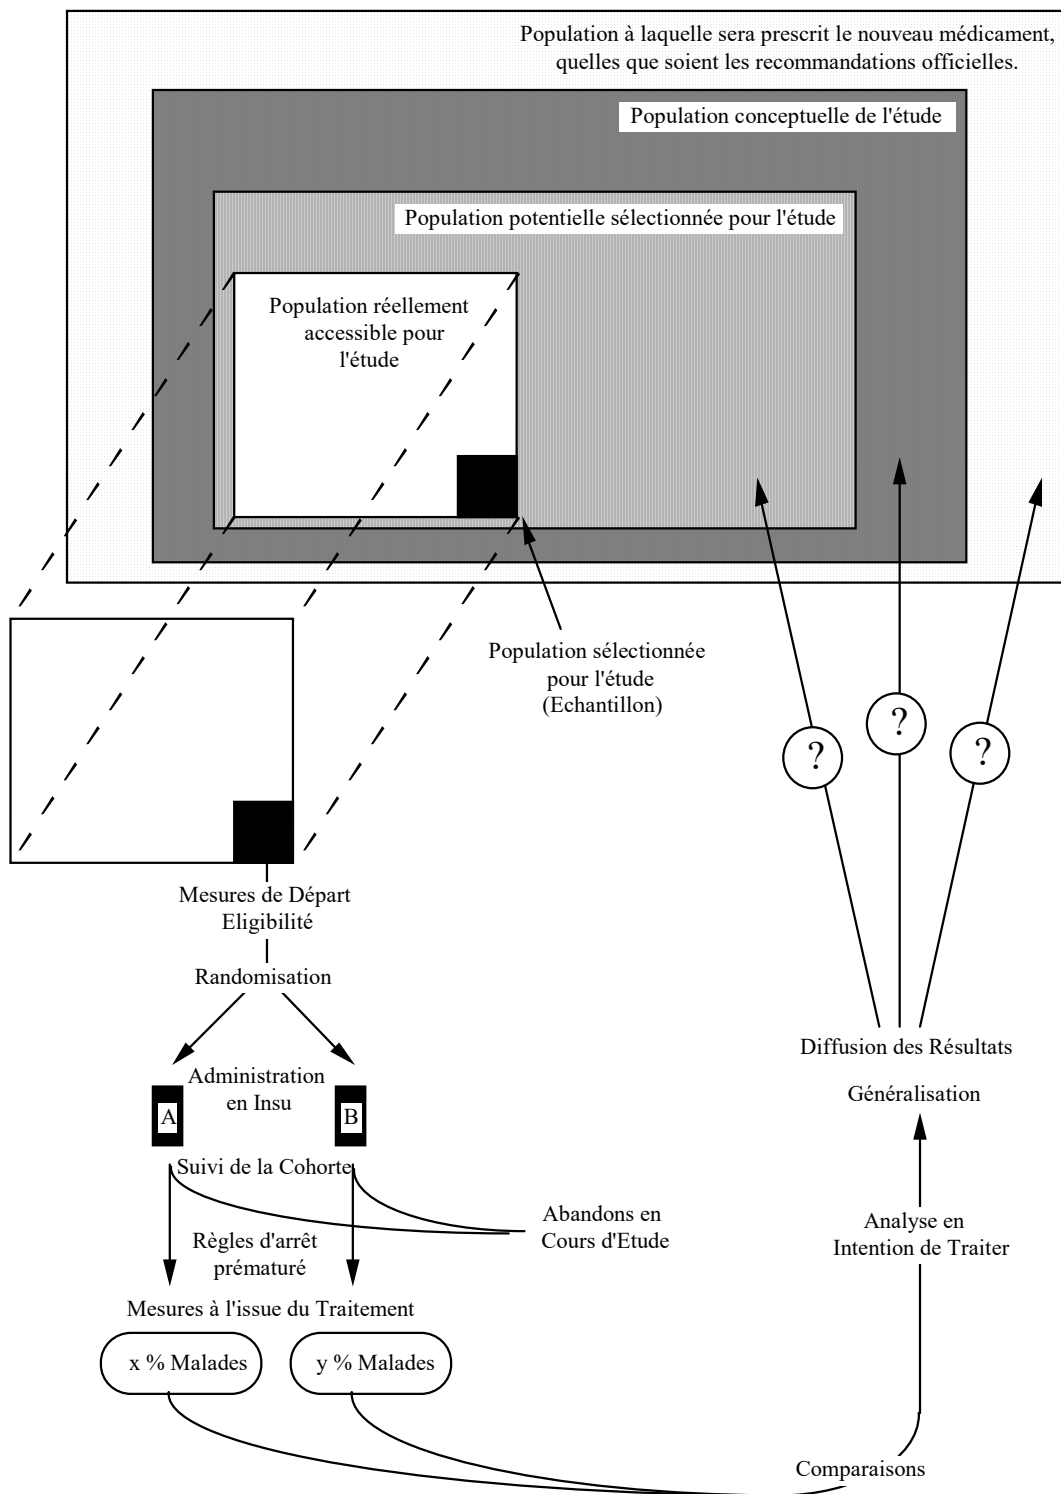 Population à laquelle sera prescrit le nouveau médicament,
quelles que soient les recommandations officielles.
Population conceptuelle de l'étude
Population potentielle sélectionnée pour l'étude
Population réellement
accessible pour
l'étude
Population sélectionnée
pour l'étude
(Echantillon)
?
?
?
Mesures de Départ
Eligibilité
Randomisation
Administration
en Insu
A
B
Suivi de la Cohorte
Abandons en
Cours d'Etude
Règles d'arrêt
prématuré
Mesures à l'issue du Traitement
x % Malades
y % Malades
Comparaisons
Analyse en
Intention de Traiter
Généralisation
Diffusion des Résultats